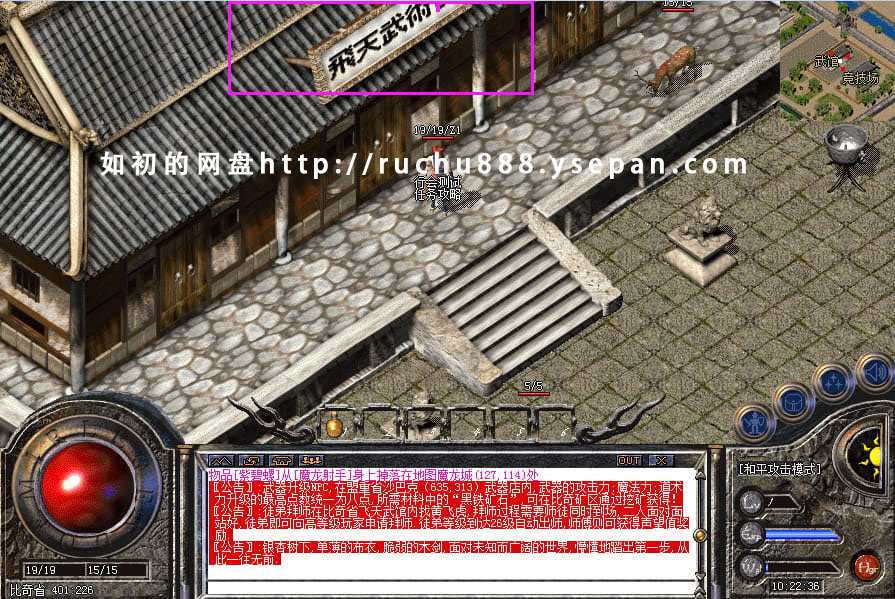 飛天武術
15/15
武馆
竞技场
19/19/Z1
如初的网盘http://ruchu888.ysepan.com
行会测试
任务攻略
5/5
OUT
物品[紫碧螺]从[魔龙射手]身上掉落在地图魔龙城(127,114)处
【公告】武器升级NPC,在盟重省沙巴克(635,313)武器店内,武器的攻击力:魔法力:道术
力升级的最高点数统一为八点,所需材料中的“黑铁矿石”可在比奇矿区通过挖矿获得!
【公告】:徒弟拜师在比奇省飞天武馆内找黄飞虎,拜师过程需要师徒同时到场,二人面对面
站好,徒弟即可向高等级玩家申请拜师.徒弟等级到达26级自动出师,师傅则可获得声望值奖
励.
【公告】:银杏树下,单薄的布衣,脆弱的木剑,面对未知而广阔的世界,懵懂地踏出第一步,从
此一往无前.
[和平攻击模式]
Lv
1
Exp
W
Hgr
19/19
15/15
比奇省 401:226
10:22:36